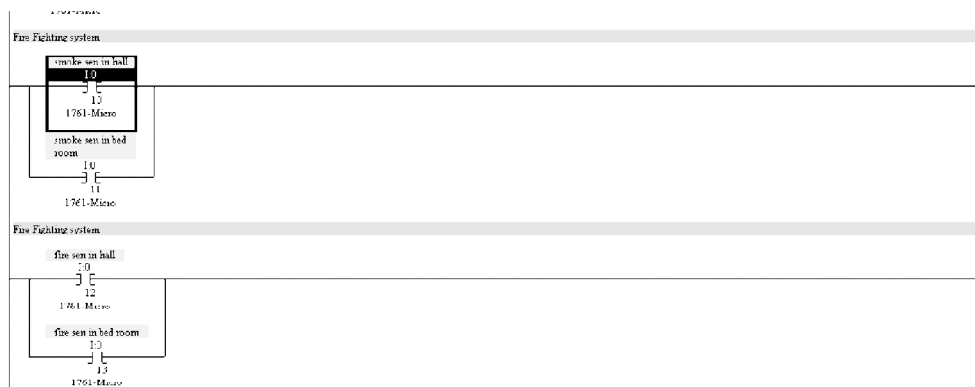 Fire Fighting system
smoke sen in hall
I:0
10
1761-Micro
smoke sen in bed
room
I:0
11
1761-Micro
Fire Fighting system
fire sen in hall
I:0
12
1761-Micro
fire sen in bed room
I:0
13
1761-Micro